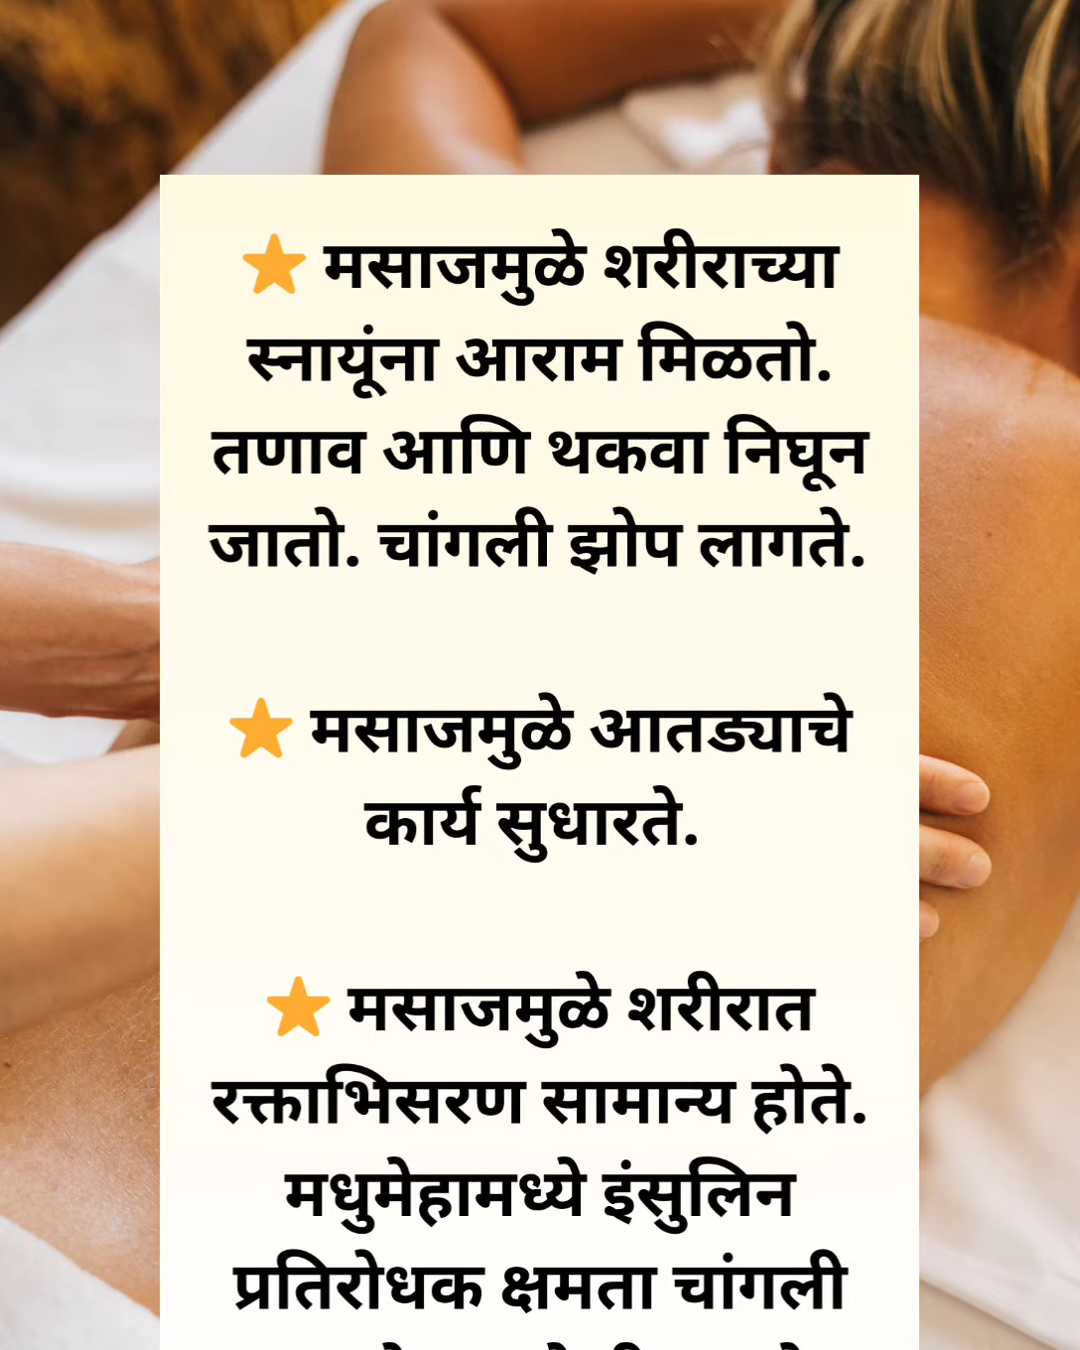 ⭐ मसाजमुळे शरीराच्या
स्नायूंना आराम मिळतो.
तणाव आणि थकवा निघून
जातो. चांगली झोप लागते.
⭐ मसाजमुळे आतड्याचे
कार्य सुधारते.
⭐ मसाजमुळे शरीरात
रक्ताभिसरण सामान्य होते.
मधुमेहामध्ये इंसुलिन
प्रतिरोधक क्षमता चांगली